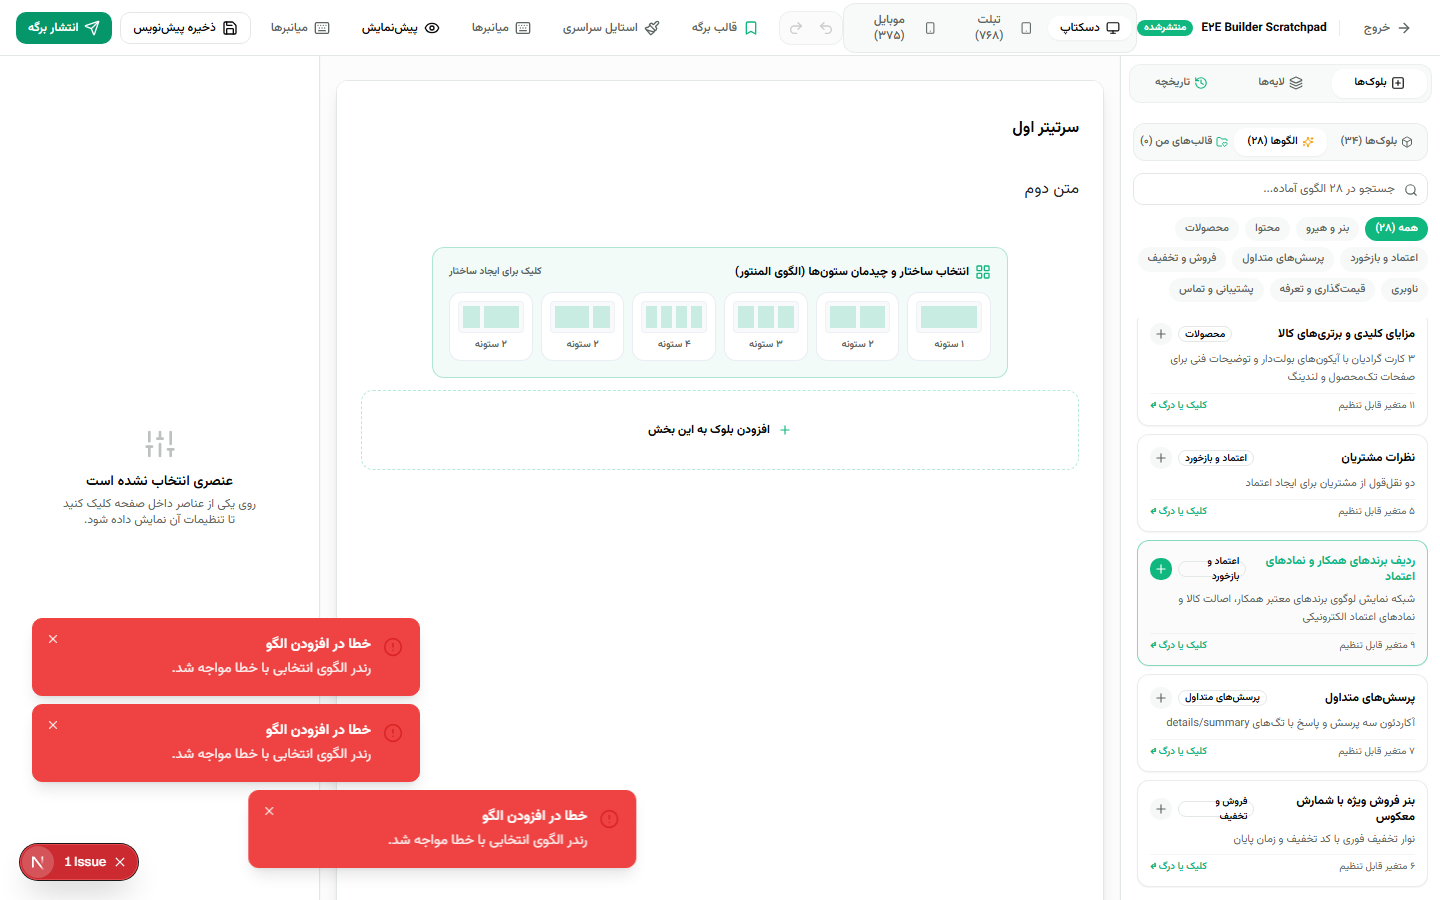 خروج
E2E Builder Scratchpad
منتشرشده
دسکتاپ
تبلت
(۷۶۸)
موبایل
(۳۷۵)
قالب برگه
استایل سراسری
میانبرها
پیش‌نمایش
میانبرها
ذخیره پیش‌نویس
انتشار برگه
بلوک‌ها
لایه‌ها
تاریخچه
بلوک‌ها (۳۴)
الگوها (۲۸)
قالب‌های من (۰)
جستجو در ۲۸ الگوی آماده...
همه (۲۸)
بنر و هیرو
محتوا
محصولات
اعتماد و بازخورد
پرسش‌های متداول
فروش و تخفیف
ناوبری
قیمت‌گذاری و تعرفه
پشتیبانی و تماس
مزایای کلیدی و برتری‌های کالا
محصولات
۳ کارت گرادیان با آیکون‌های بولت‌دار و توضیحات فنی برای
صفحات تک‌محصول و لندینگ
۱۱ متغیر قابل تنظیم
کلیک یا درگ
نظرات مشتریان
اعتماد و بازخورد
دو نقل‌قول از مشتریان برای ایجاد اعتماد
۵ متغیر قابل تنظیم
کلیک یا درگ
ردیف برندهای همکار و نمادهای
اعتماد
اعتماد و
بازخورد
شبکه نمایش لوگوی برندهای معتبر همکار، اصالت کالا و
نمادهای اعتماد الکترونیکی
۹ متغیر قابل تنظیم
کلیک یا درگ
پرسش‌های متداول
پرسش‌های متداول
آکاردئون سه پرسش و پاسخ با تگ‌های details/summary
۷ متغیر قابل تنظیم
کلیک یا درگ
بنر فروش ویژه با شمارش
معکوس
فروش و
تخفیف
نوار تخفیف فوری با کد تخفیف و زمان پایان
۶ متغیر قابل تنظیم
کلیک یا درگ
سرتیتر اول
متن دوم
انتخاب ساختار و چیدمان ستون‌ها (الگوی المنتور)
کلیک برای ایجاد ساختار
۱ ستونه
۲ ستونه
۳ ستونه
۴ ستونه
۲ ستونه
۲ ستونه
افزودن بلوک به این بخش
عنصری انتخاب نشده است
روی یکی از عناصر داخل صفحه کلیک کنید
تا تنظیمات آن نمایش داده شود.
خطا در افزودن الگو
رندر الگوی انتخابی با خطا مواجه شد.
خطا در افزودن الگو
رندر الگوی انتخابی با خطا مواجه شد.
خطا در افزودن الگو
رندر الگوی انتخابی با خطا مواجه شد.
N 1 Issue